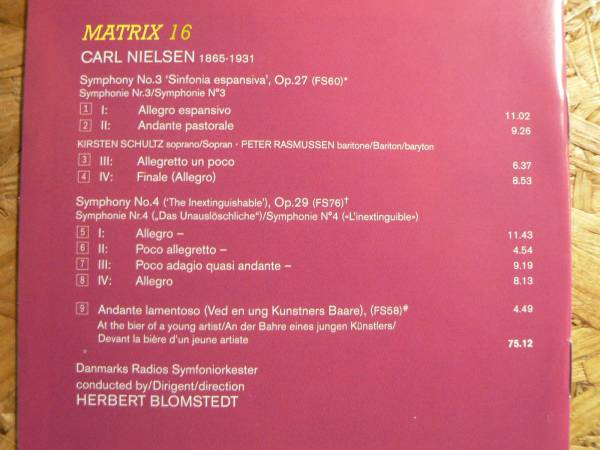 MATRIX 16
CARL NIELSEN 1865-1931
Symphony No.3 'Sinfonia espansiva', Op.27 (FS60)*
Symphonie Nr.3/Symphonie N°3
1 I: Allegro espansivo 11.02
2 II: Andante pastorale 9.26
KIRSTEN SCHULTZ soprano/Sopran · PETER RASMUSSEN baritone/Bariton/baryton
3 III: Allegretto un poco 6.37
4 IV: Finale (Allegro) 8.53
Symphony No.4 ('The Inextinguishable'), Op.29 (FS76)†
Symphonie Nr.4 („Das Unauslöschliche“)/Symphonie N°4 («L'inextinguible»)
5 I: Allegro – 11.43
6 II: Poco allegretto – 4.54
7 III: Poco adagio quasi andante – 9.19
8 IV: Allegro 8.13
9 Andante lamentoso (Ved en ung Kunstners Baare), (FS58)# 4.49
At the bier of a young artist/An der Bahre eines jungen Künstlers/
Devant la bière d'un jeune artiste
75.12
Danmarks Radios Symfoniorkester
conducted by/Dirigent/direction
HERBERT BLOMSTEDT